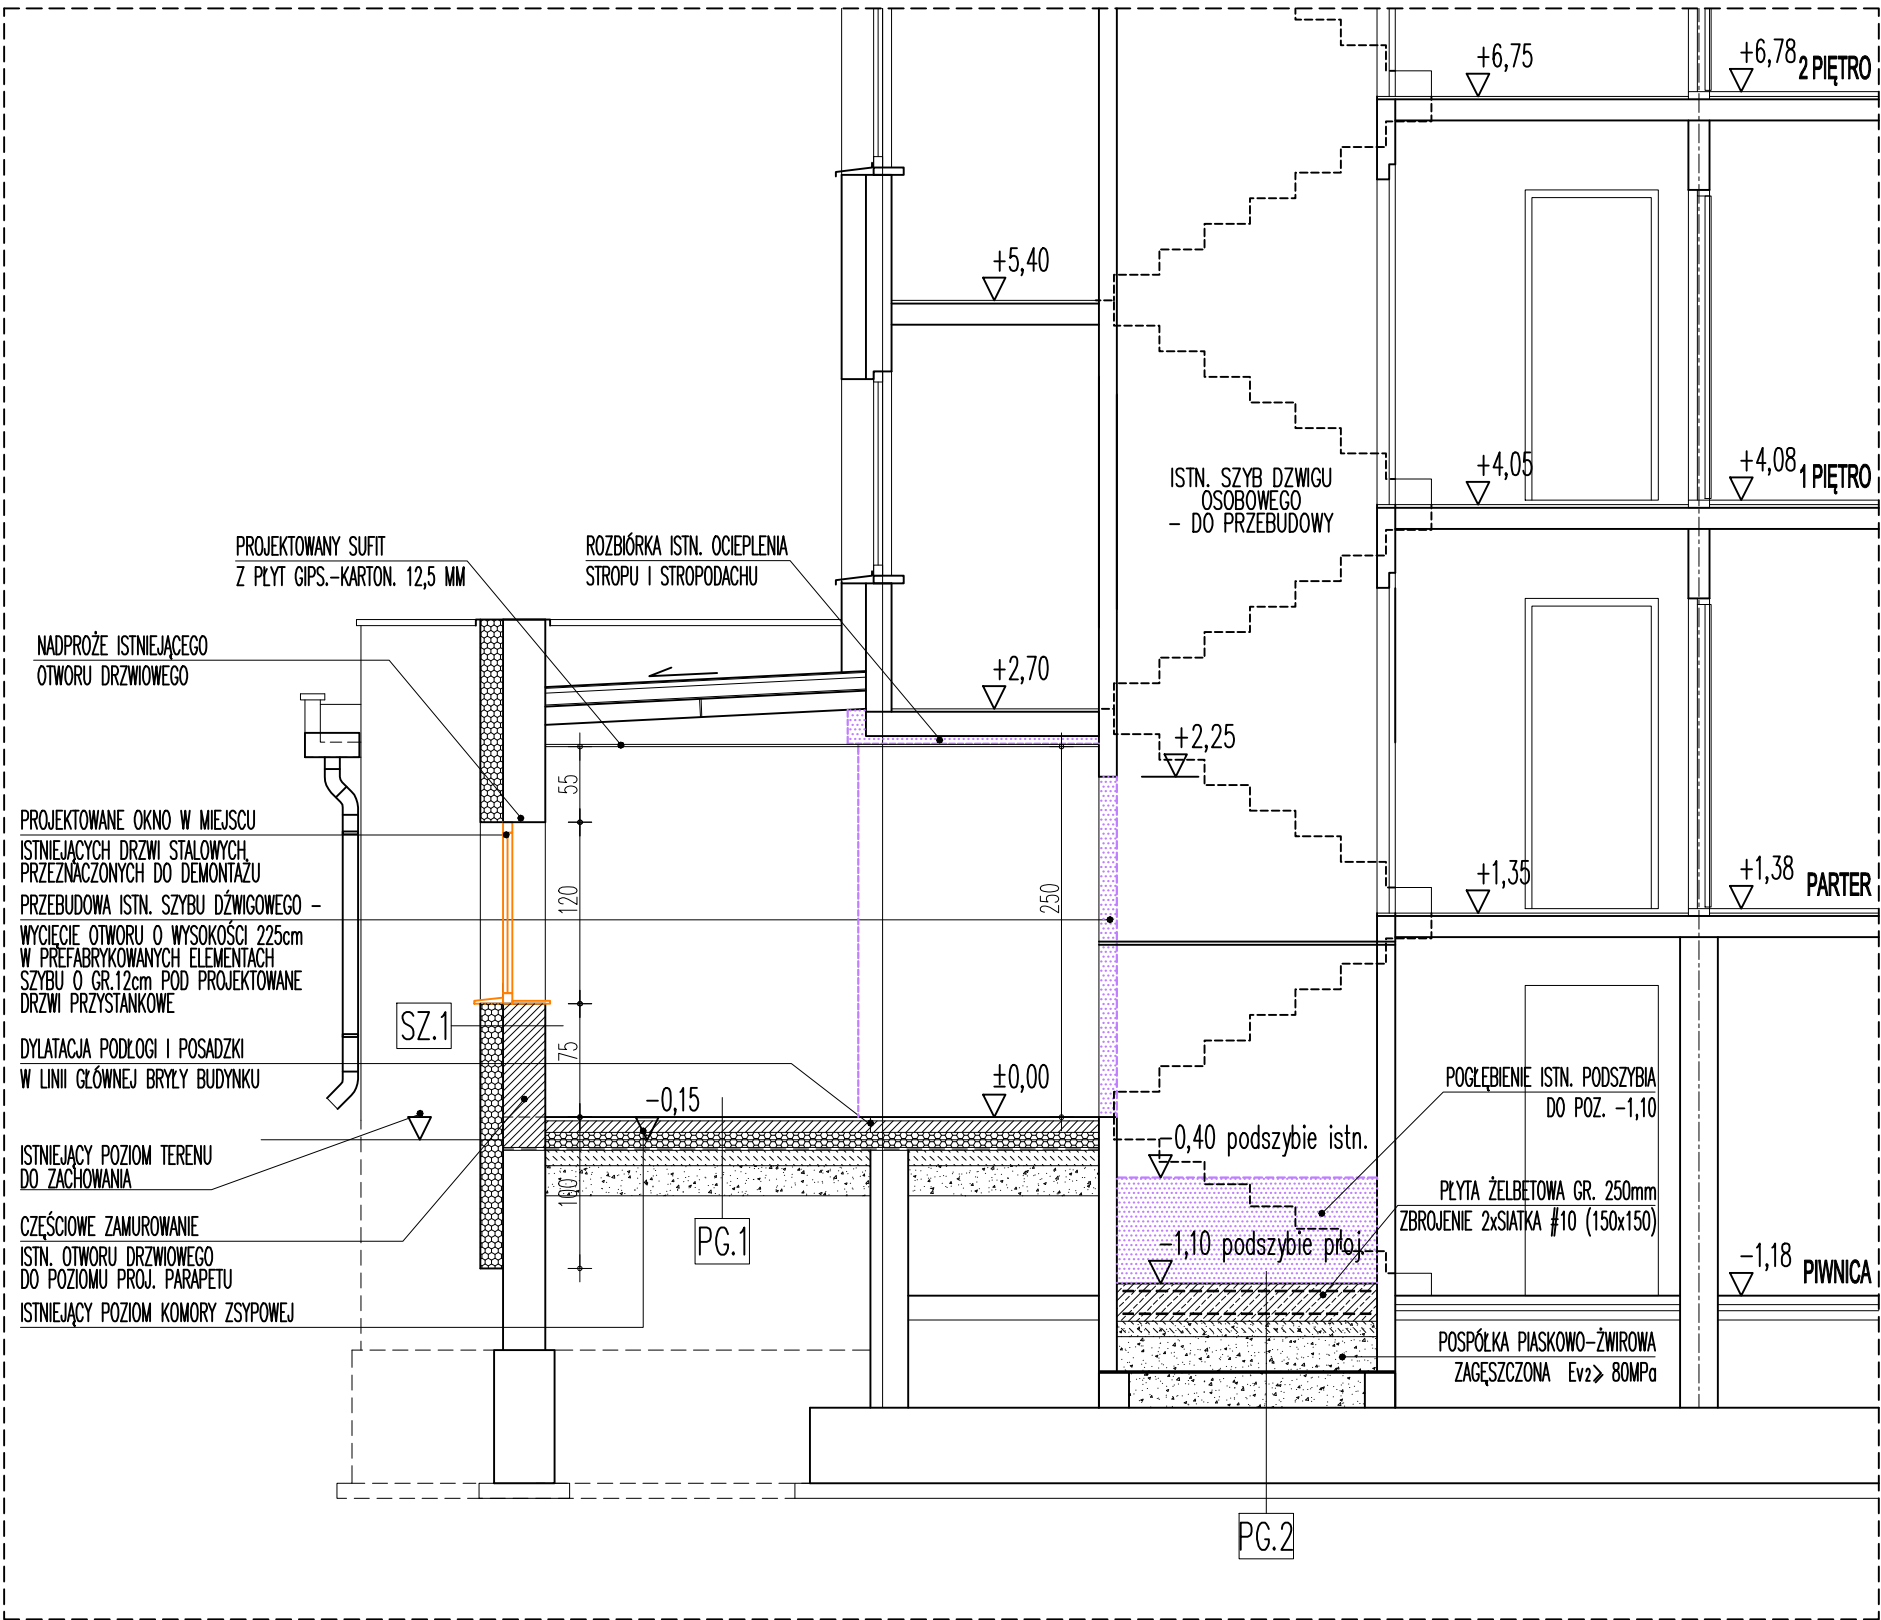 +6,75
+6,78
2 PIĘTRO
+5,40
+4,05
+4,08
1 PIĘTRO
ISTN. SZYB DZWIGU
OSOBOWEGO
- DO PRZEBUDOWY
PROJEKTOWANY SUFIT
Z PŁYT GIPS.-KARTON. 12,5 MM
ROZBIÓRKA ISTN. OCIEPLENIA
STROPU I STROPODACHU
NADPROŻE ISTNIEJĄCEGO
OTWORU DRZWIOWEGO
+2,70
+2,25
55
120
75
100
250
PROJEKTOWANE OKNO W MIEJSCU
ISTNIEJĄCYCH DRZWI STALOWYCH,
PRZEZNACZONYCH DO DEMONTAŻU
PRZEBUDOWA ISTN. SZYBU DŹWIGOWEGO -
WYCIĘCIE OTWORU O WYSOKOŚCI 225cm
W PREFABRYKOWANYCH ELEMENTACH
SZYBU O GR.12cm POD PROJEKTOWANE
DRZWI PRZYSTANKOWE
+1,35
+1,38
PARTER
SZ.1
DYLATACJA PODŁOGI I POSADZKI
W LINII GŁÓWNEJ BRYŁY BUDYNKU
-0,15
±0,00
POGŁĘBIENIE ISTN. PODSZYBIA
DO POZ. -1,10
-0,40 podszybie istn.
ISTNIEJĄCY POZIOM TERENU
DO ZACHOWANIA
PŁYTA ŻELBETOWA GR. 250mm
ZBROJENIE 2xSIATKA #10 (150x150)
CZĘŚCIOWE ZAMUROWANIE
ISTN. OTWORU DRZWIOWEGO
DO POZIOMU PROJ. PARAPETU
PG.1
-1,10 podszybie proj.
-1,18
PIWNICA
ISTNIEJĄCY POZIOM KOMORY ZSYPOWEJ
POSPÓŁKA PIASKOWO-ŻWIROWA
ZAGĘSZCZONA Ev2≥ 80MPa
PG.2